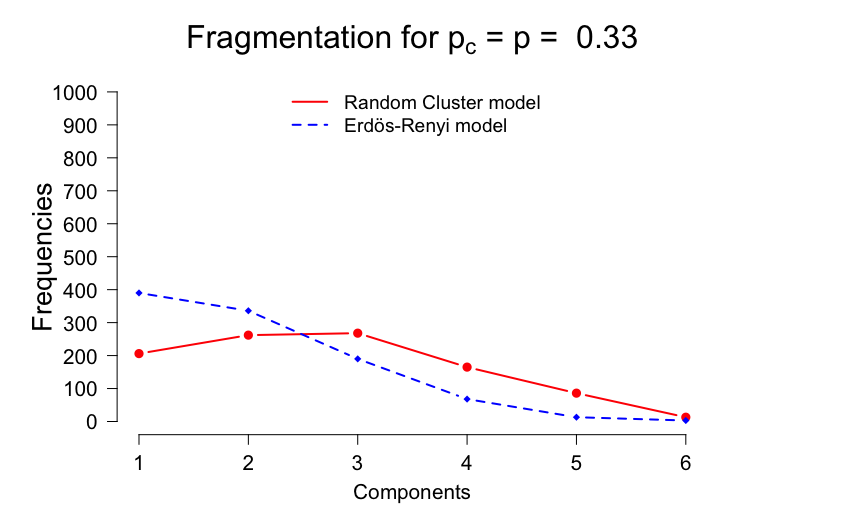 Fragmentation for pc = p = 0.33
Random Cluster model
Erdös-Renyi model
Frequencies
1000
900
800
700
600
500
400
300
200
100
0
1 2 3 4 5 6
Components